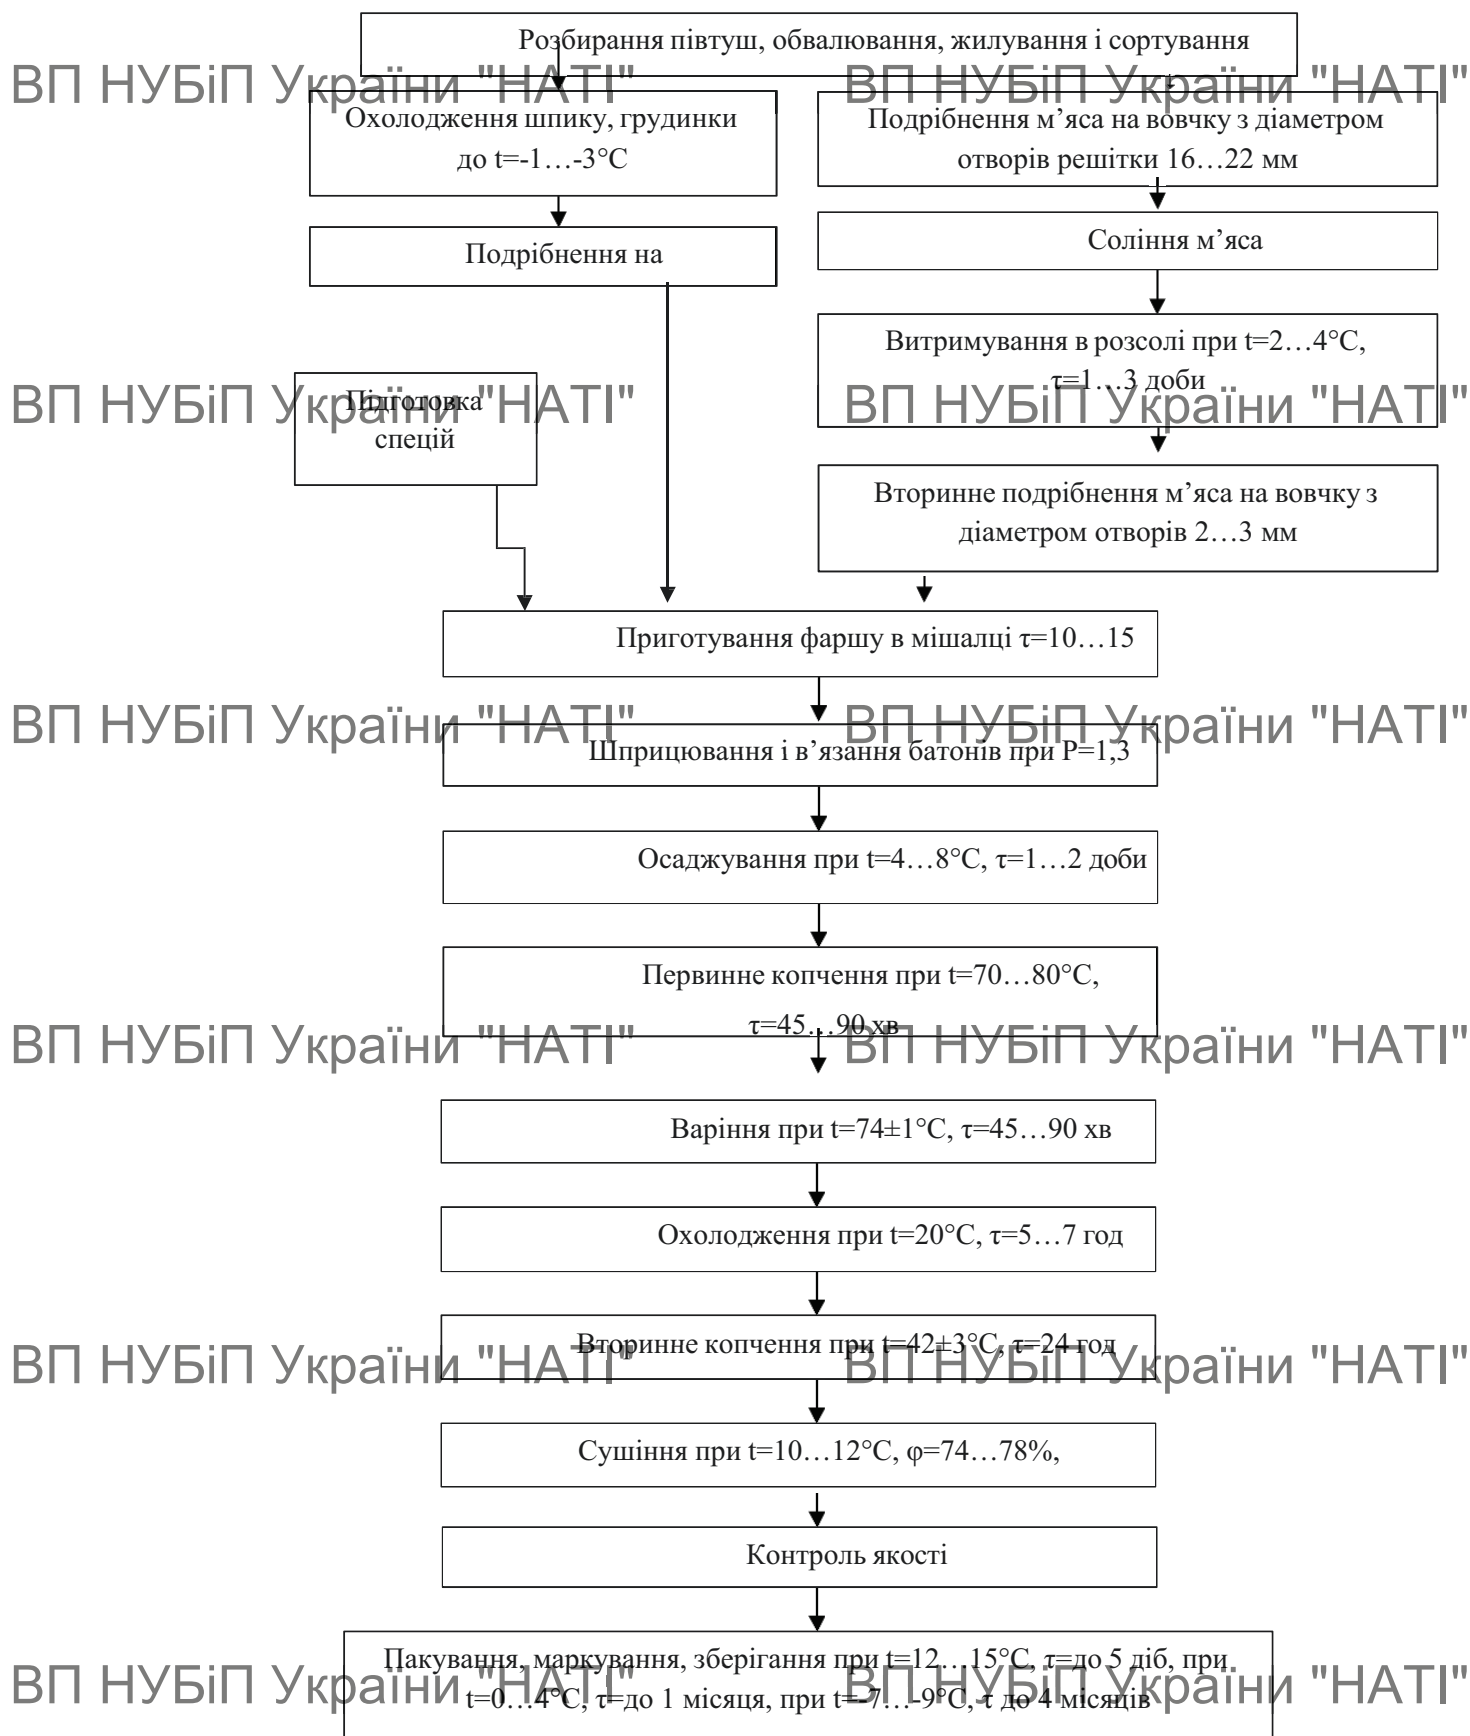 Розбирання півтуш, обвалювання, жилування і сортування
ВП НУБіП України "НАТІ" ВП НУБіП України "НАТІ"
Охолодження шпику, грудинки
до t=-1…-3°С
Подрібнення м’яса на вовчку з діаметром
отворів решітки 16…22 мм
Подрібнення на
Соління м’яса
Витримування в розсолі при t=2…4°С,
τ=1…3 доби
ВП НУБіП України "НАТІ" ВП НУБіП України "НАТІ"
Підготовка
спецій
Вторинне подрібнення м’яса на вовчку з
діаметром отворів 2…3 мм
Приготування фаршу в мішалці τ=10…15
ВП НУБіП України "НАТІ" ВП НУБіП України "НАТІ"
Шприцювання і в’язання батонів при Р=1,3
Осаджування при t=4…8°С, τ=1…2 доби
Первинне копчення при t=70…80°С,
τ=45…90 хв
ВП НУБіП України "НАТІ" ВП НУБіП України "НАТІ"
Варіння при t=74±1°С, τ=45…90 хв
Охолодження при t=20°С, τ=5…7 год
Вторинне копчення при t=42±3°С, τ=24 год
ВП НУБіП України "НАТІ" ВП НУБіП України "НАТІ"
Сушіння при t=10…12°С, φ=74…78%,
Контроль якості
Пакування, маркування, зберігання при t=12…15°С, τ=до 5 діб, при
t=0…4°С, τ=до 1 місяця, при t=-7…-9°С, τ до 4 місяців
ВП НУБіП України "НАТІ" ВП НУБіП України "НАТІ"